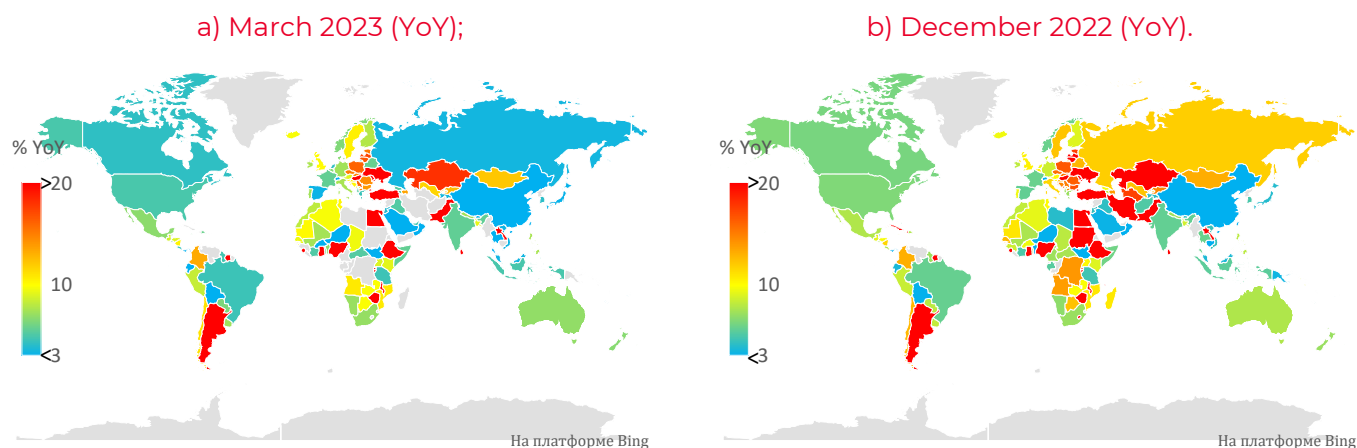 a) March 2023 (YoY);
b) December 2022 (YoY).
% YoY
>20
10
<3
На платформе Bing
% YoY
>20
10
<3
На платформе Bing